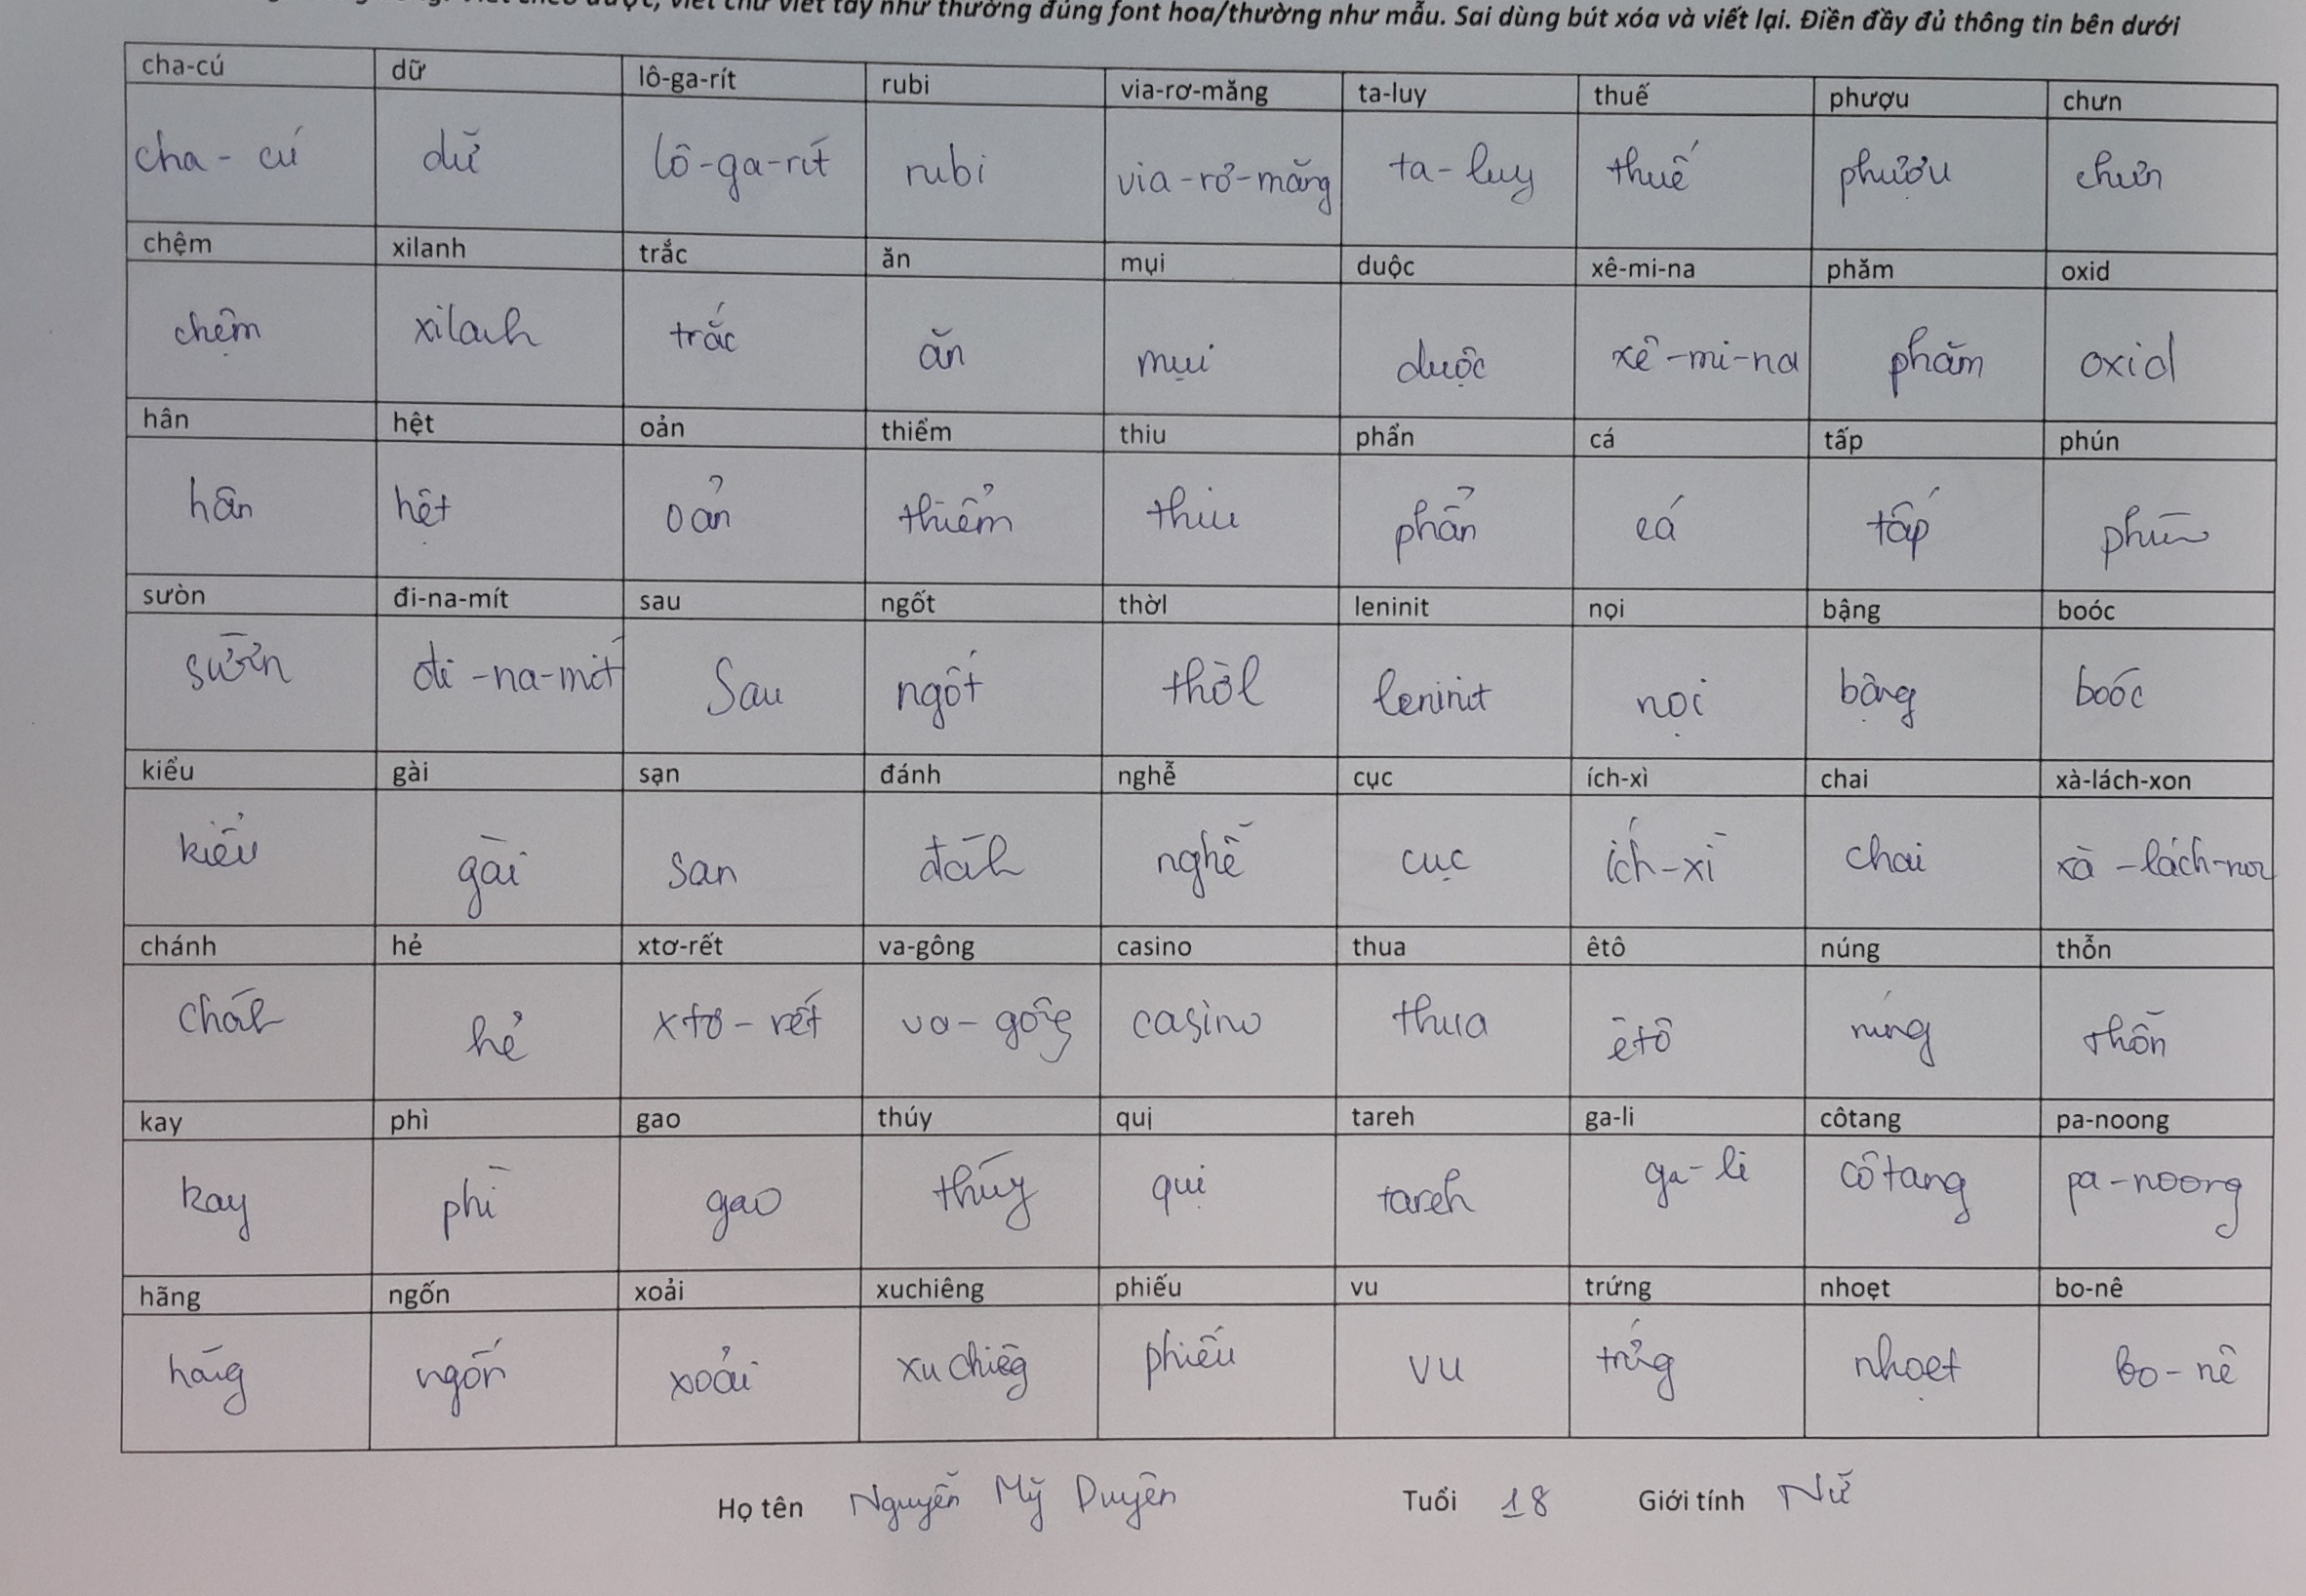 viết chữ viết tay như thường đúng font hoa/thường như mẫu. Sai dùng bút xóa và viết lại. Điền đầy đủ thông tin bên dưới
cha-cú dữ lô-ga-rít rubi via-rơ-măng ta-luy thuế phượu chưn
cha-cú dữ lô-ga-rít rubi via-rơ-măng ta-luy thuế phượu chưn
chệm xilanh trắc ăn mụi duộc xê-mi-na phăm oxid
chệm xilanh trắc ăn mụi duộc xê-mi-na phăm oxid
hân hệt oản thiểm thiu phẩn cá tấp phún
hân hệt oản thiểm thiu phẩn cá tấp phún
sườn đi-na-mít sau ngốt thờl leninit nọi bậng boóc
sườn đi-na-mít Sau ngốt thờl leninit nọi bậng boóc
kiểu gài sạn đánh nghễ cục ích-xì chai xà-lách-xon
kiểu gài san đánh nghễ cục ích-xì chai xà-lách-xon
chánh hẻ xtơ-rết va-gông casino thua êtô núng thỗn
chánh hẻ xtơ-rết va-gông casino thua êtô núng thỗn
kay phì gao thúy qui tareh ga-li côtang pa-noong
kay phì gao thúy qui tareh ga-li côtang pa-noong
hãng ngốn xoải xuchiêng phiếu vu trứng nhoẹt bo-nê
hãng ngốn xoải xuchiêng phiếu vu trứng nhoẹt bo-nê
Họ tên Nguyễn Mỹ Duyên Tuổi 18 Giới tính Nữ